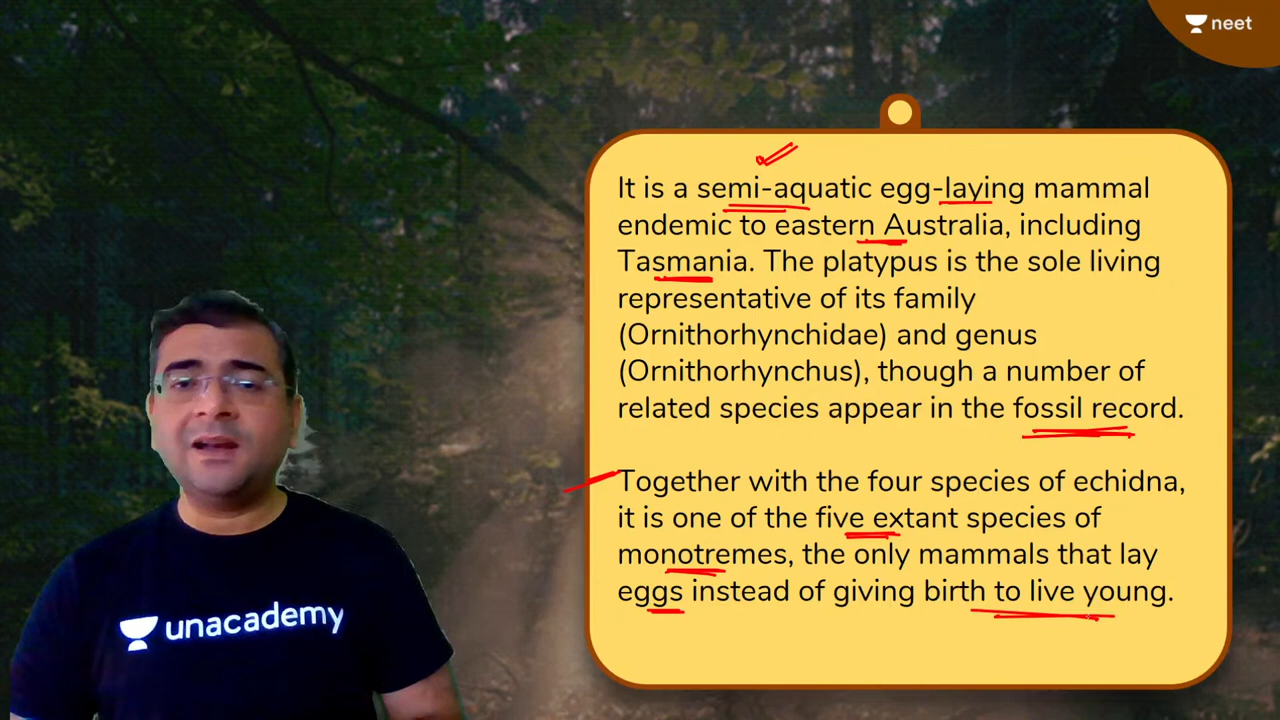 neet
It is a semi-aquatic egg-laying mammal
endemic to eastern Australia, including
Tasmania. The platypus is the sole living
representative of its family
(Ornithorhynchidae) and genus
(Ornithorhynchus), though a number of
related species appear in the fossil record.
Together with the four species of echidna,
it is one of the five extant species of
monotremes, the only mammals that lay
eggs instead of giving birth to live young.
unacademy